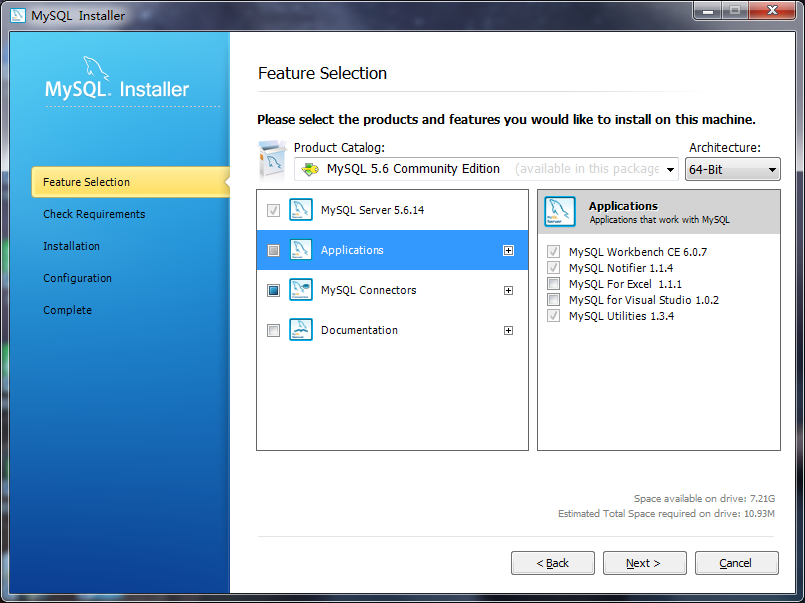 MySQL Installer
MySQL. Installer
Feature Selection
Check Requirements
Installation
Configuration
Complete
Feature Selection
Please select the products and features you would like to install on this machine.
Product Catalog:
Architecture:
MySQL 5.6 Community Edition (available in this package
64-Bit
MySQL Server 5.6.14
Applications
MySQL Connectors
Documentation
Applications
Applications that work with MySQL
MySQL Workbench CE 6.0.7
MySQL Notifier 1.1.4
MySQL For Excel 1.1.1
MySQL for Visual Studio 1.0.2
MySQL Utilities 1.3.4
Space available on drive: 7.21G
Estimated Total Space required on drive: 10.93M
< Back
Next >
Cancel